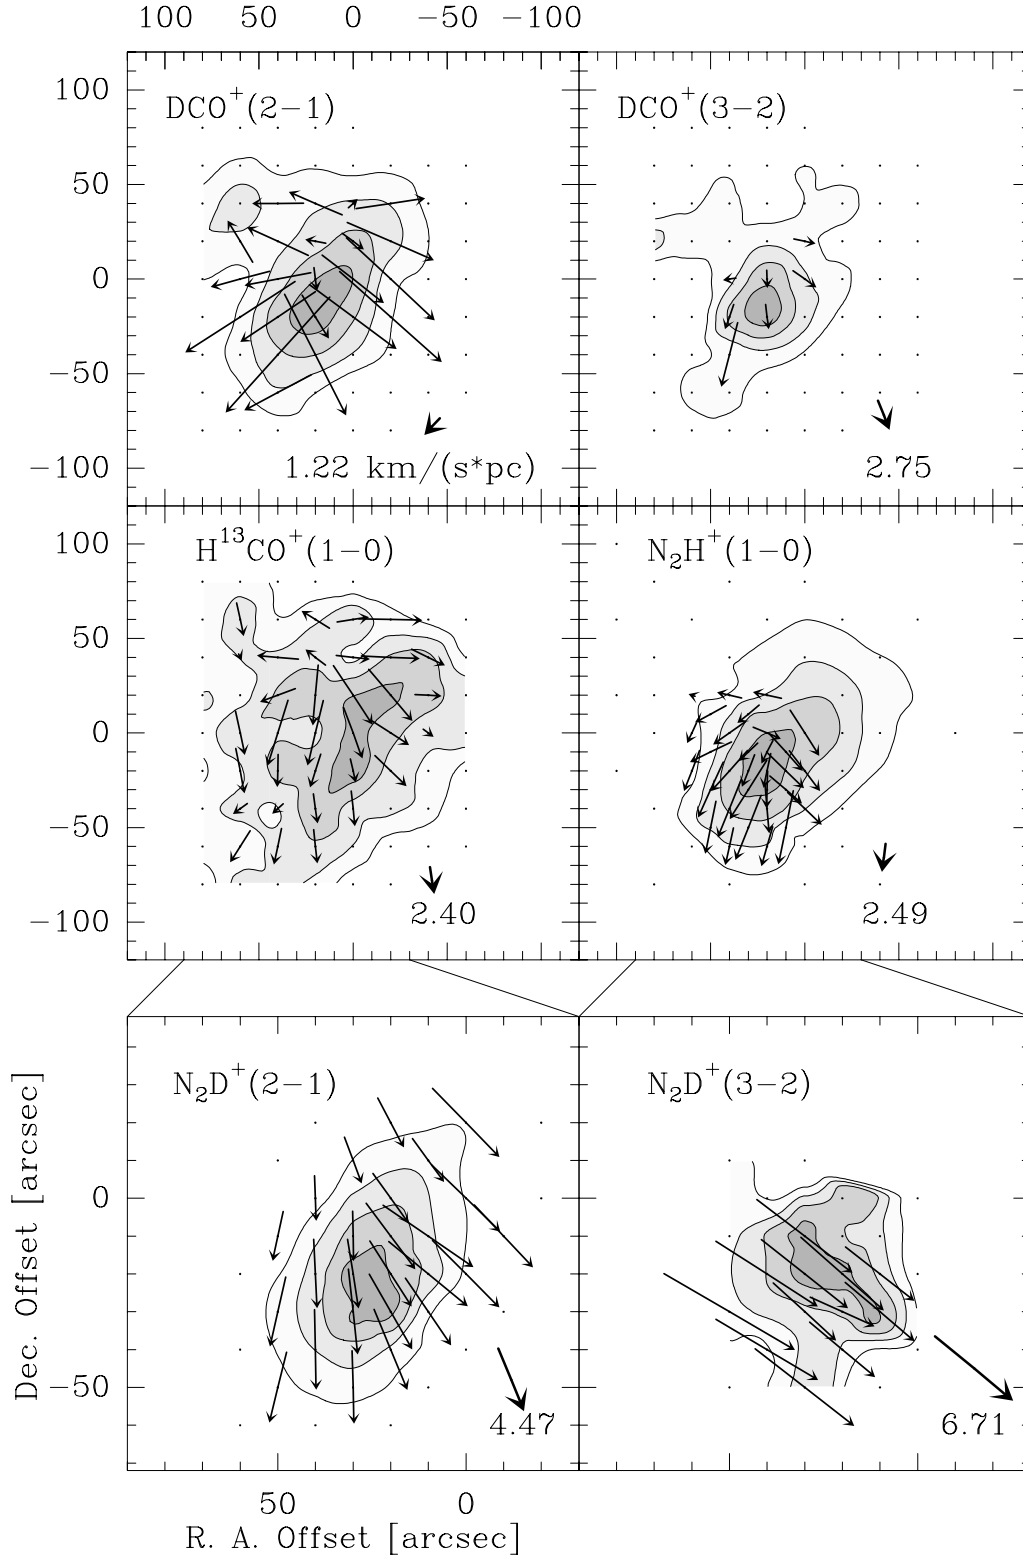 100 50 0 −50 −100
100
50
0
−50
−100
DCO⁺(2−1)
1.22 km/(s*pc)
DCO⁺(3−2)
2.75
100
50
0
−50
−100
H¹³CO⁺(1−0)
2.40
N₂H⁺(1−0)
2.49
Dec. Offset [arcsec]
0
−50
N₂D⁺(2−1)
4.47
N₂D⁺(3−2)
6.71
50 0
R. A. Offset [arcsec]